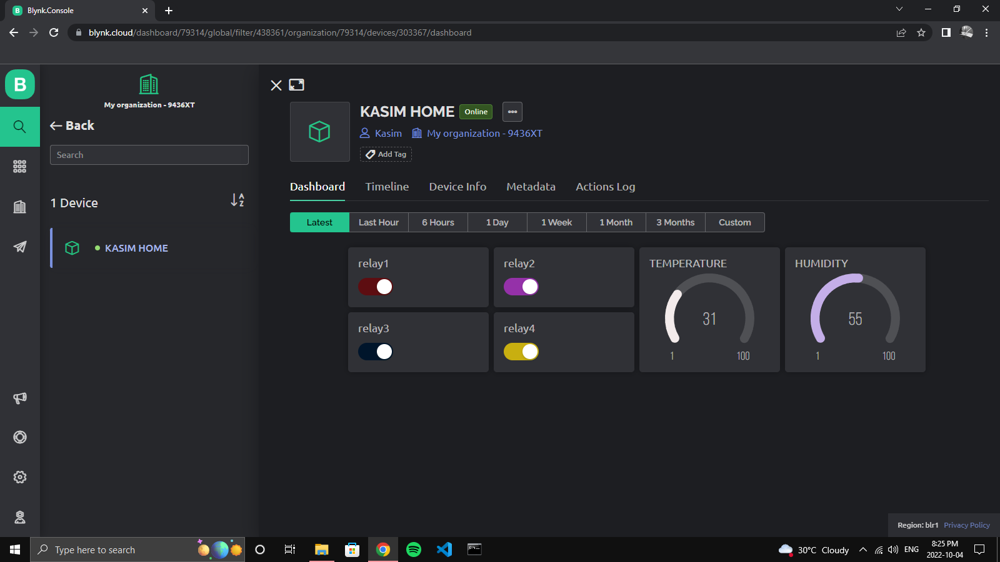 Blynk.Console
blynk.cloud/dashboard/79314/global/filter/438361/organization/79314/devices/303367/dashboard
B
My organization - 9436XT
Back
Search
1 Device
KASIM HOME
KASIM HOME Online
Kasim My organization - 9436XT
Add Tag
Dashboard Timeline Device Info Metadata Actions Log
Latest Last Hour 6 Hours 1 Day 1 Week 1 Month 3 Months Custom
relay1
relay2
relay3
relay4
TEMPERATURE
31
1 100
HUMIDITY
55
1 100
Region: blr1 Privacy Policy
Type here to search
30°C Cloudy
ENG
8:25 PM
2022-10-04